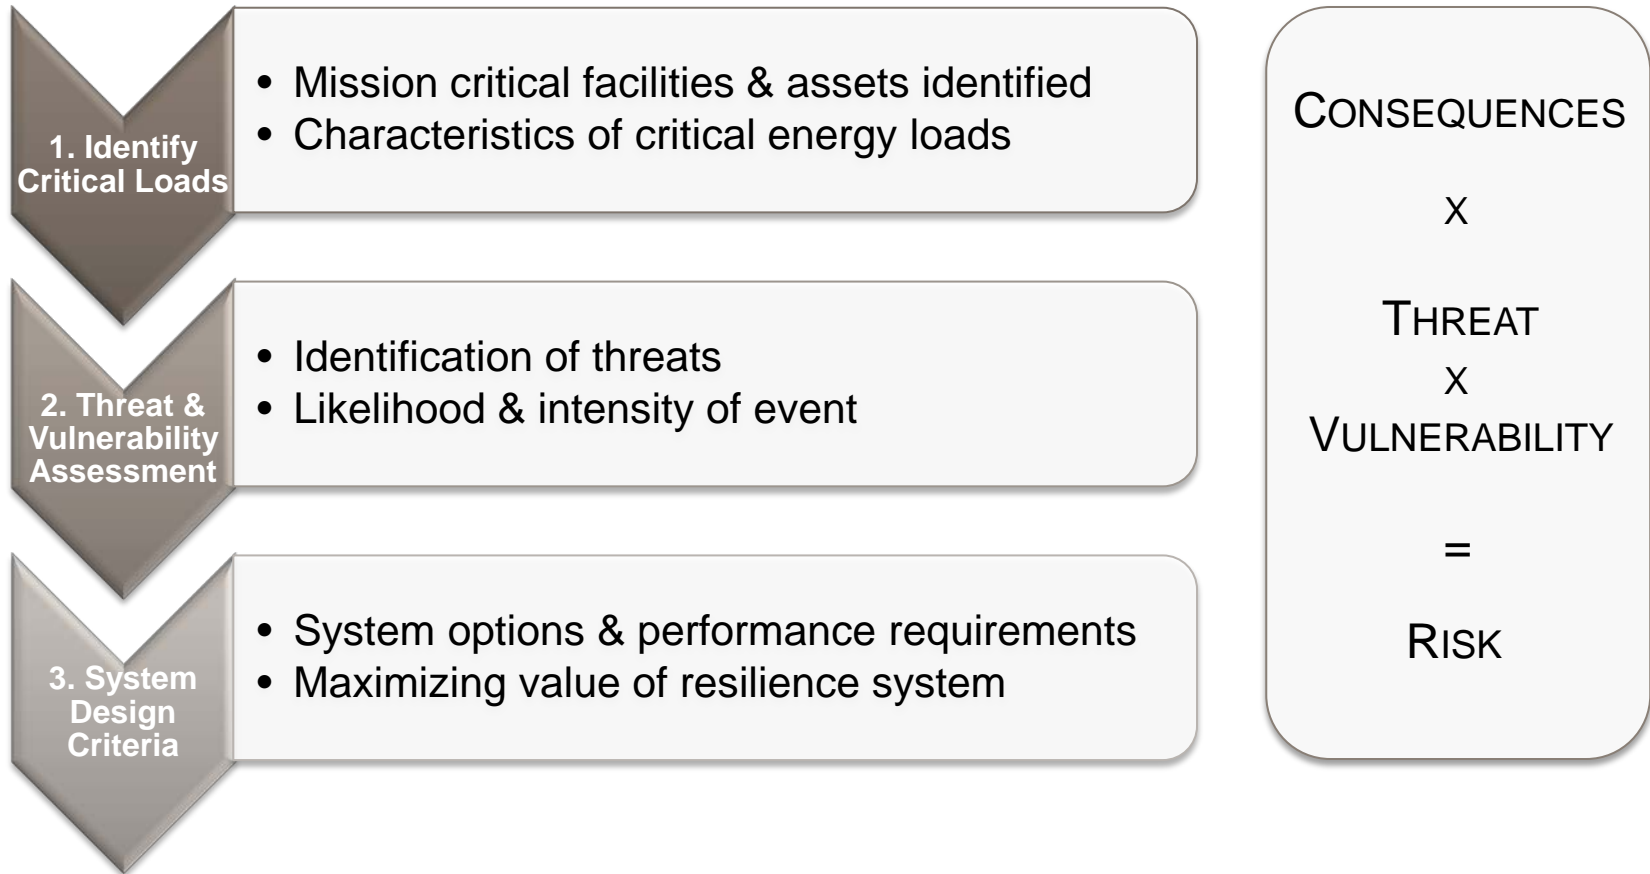 1. Identify
Critical Loads
• Mission critical facilities & assets identified
• Characteristics of critical energy loads
2. Threat &
Vulnerability
Assessment
• Identification of threats
• Likelihood & intensity of event
3. System
Design
Criteria
• System options & performance requirements
• Maximizing value of resilience system
CONSEQUENCES
X
THREAT
X
VULNERABILITY
=
RISK